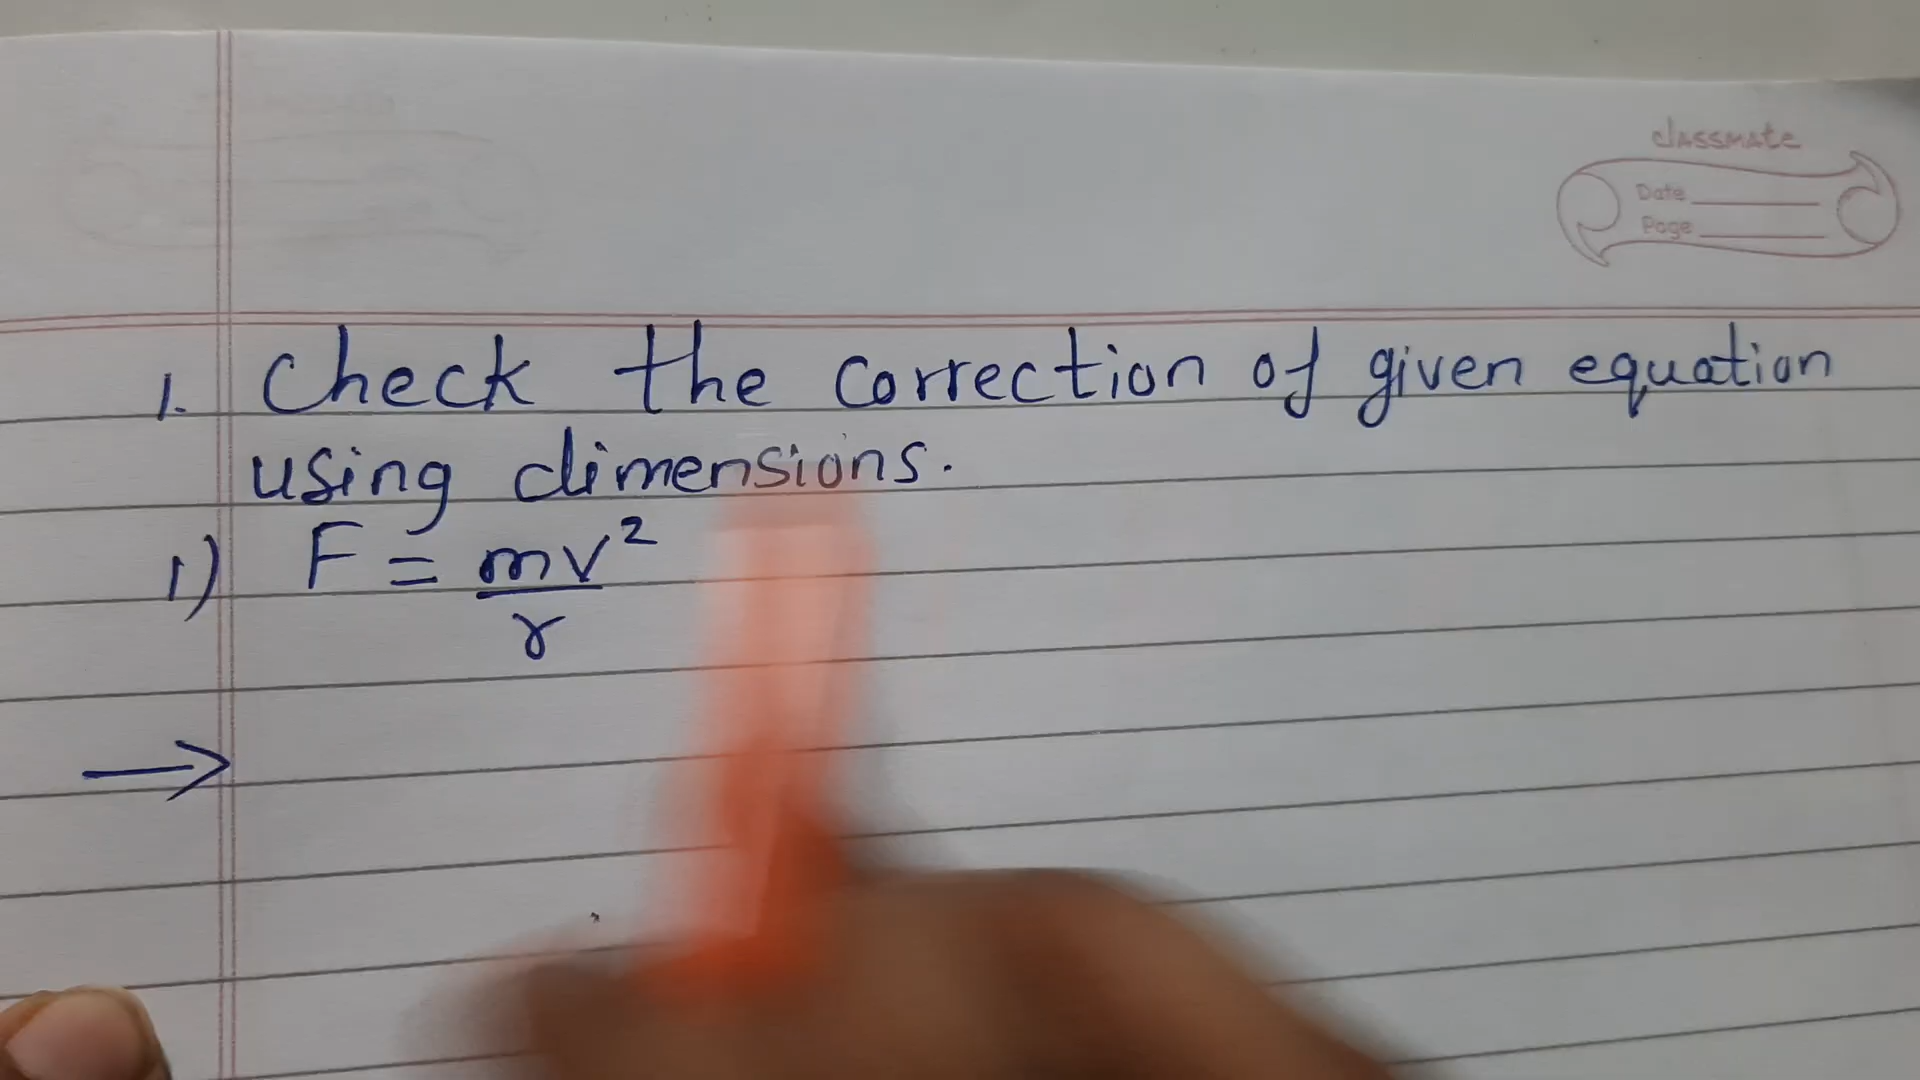 classmate
Date
Page
1. Check the correction of given equation
using dimensions.
1) F = mv²
r
→